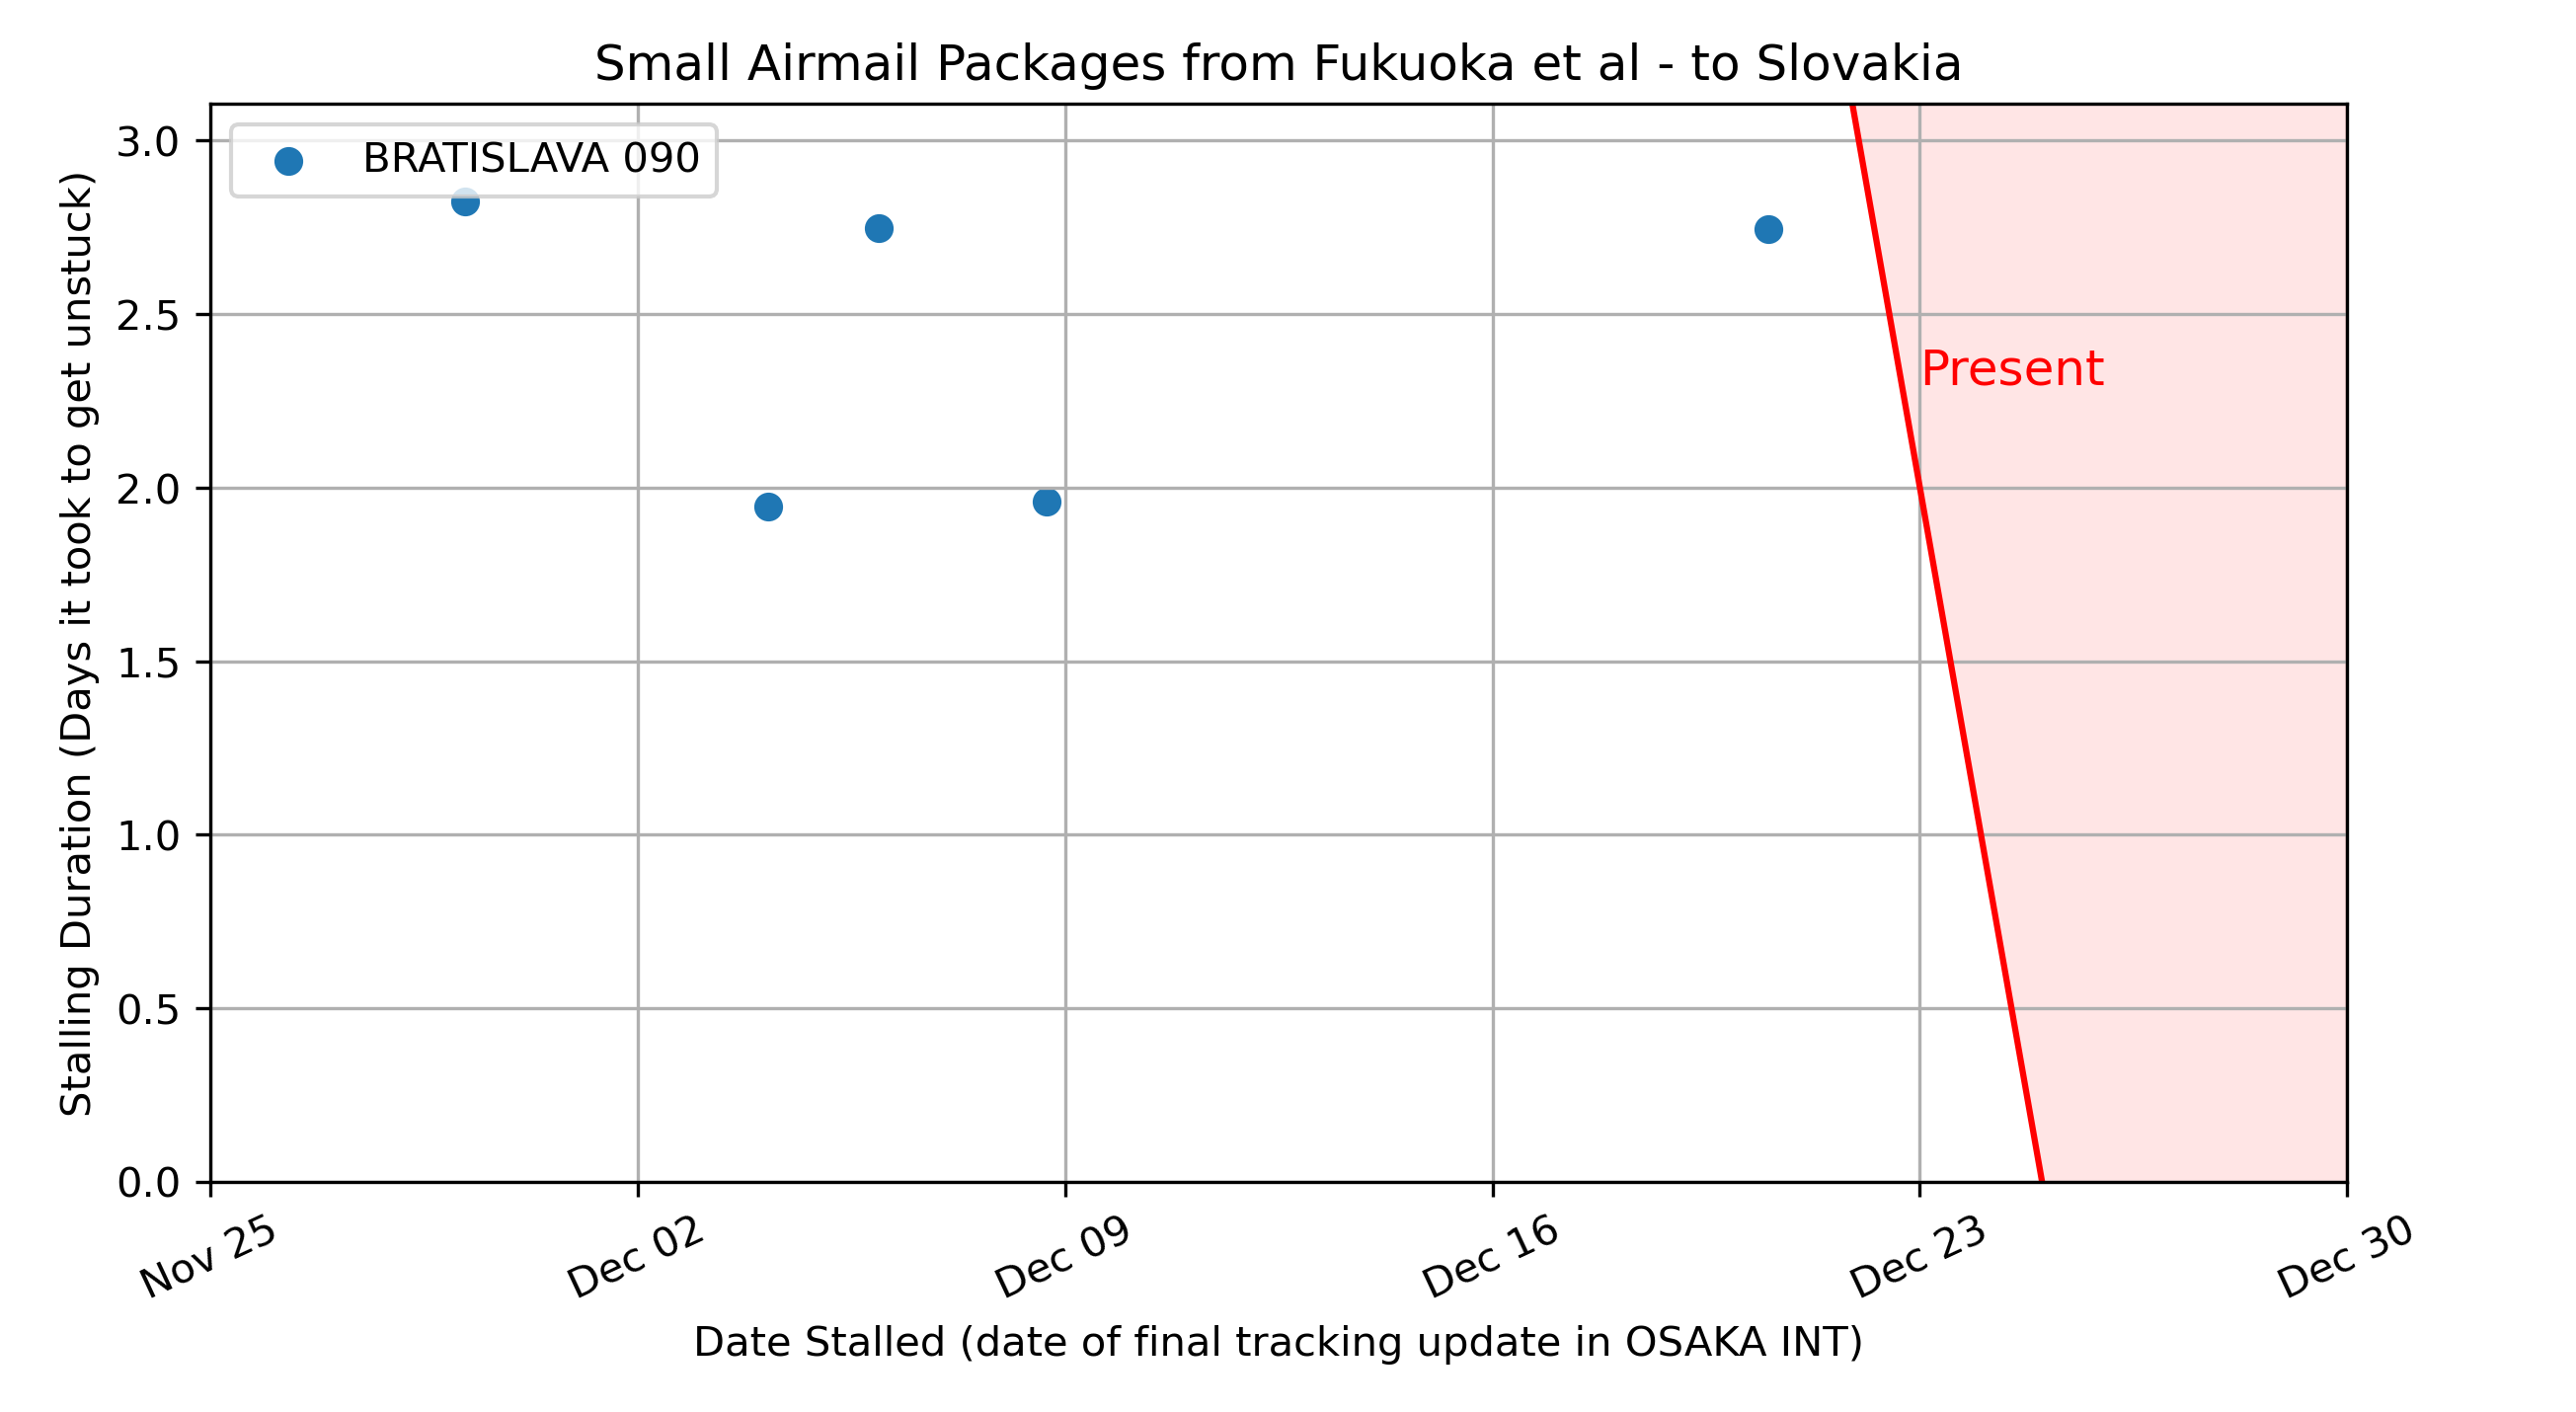 Small Airmail Packages from Fukuoka et al - to Slovakia
BRATISLAVA 090
Present
Stalling Duration (Days it took to get unstuck)
3.0
2.5
2.0
1.5
1.0
0.5
0.0
Nov 25
Dec 02
Dec 09
Dec 16
Dec 23
Dec 30
Date Stalled (date of final tracking update in OSAKA INT)